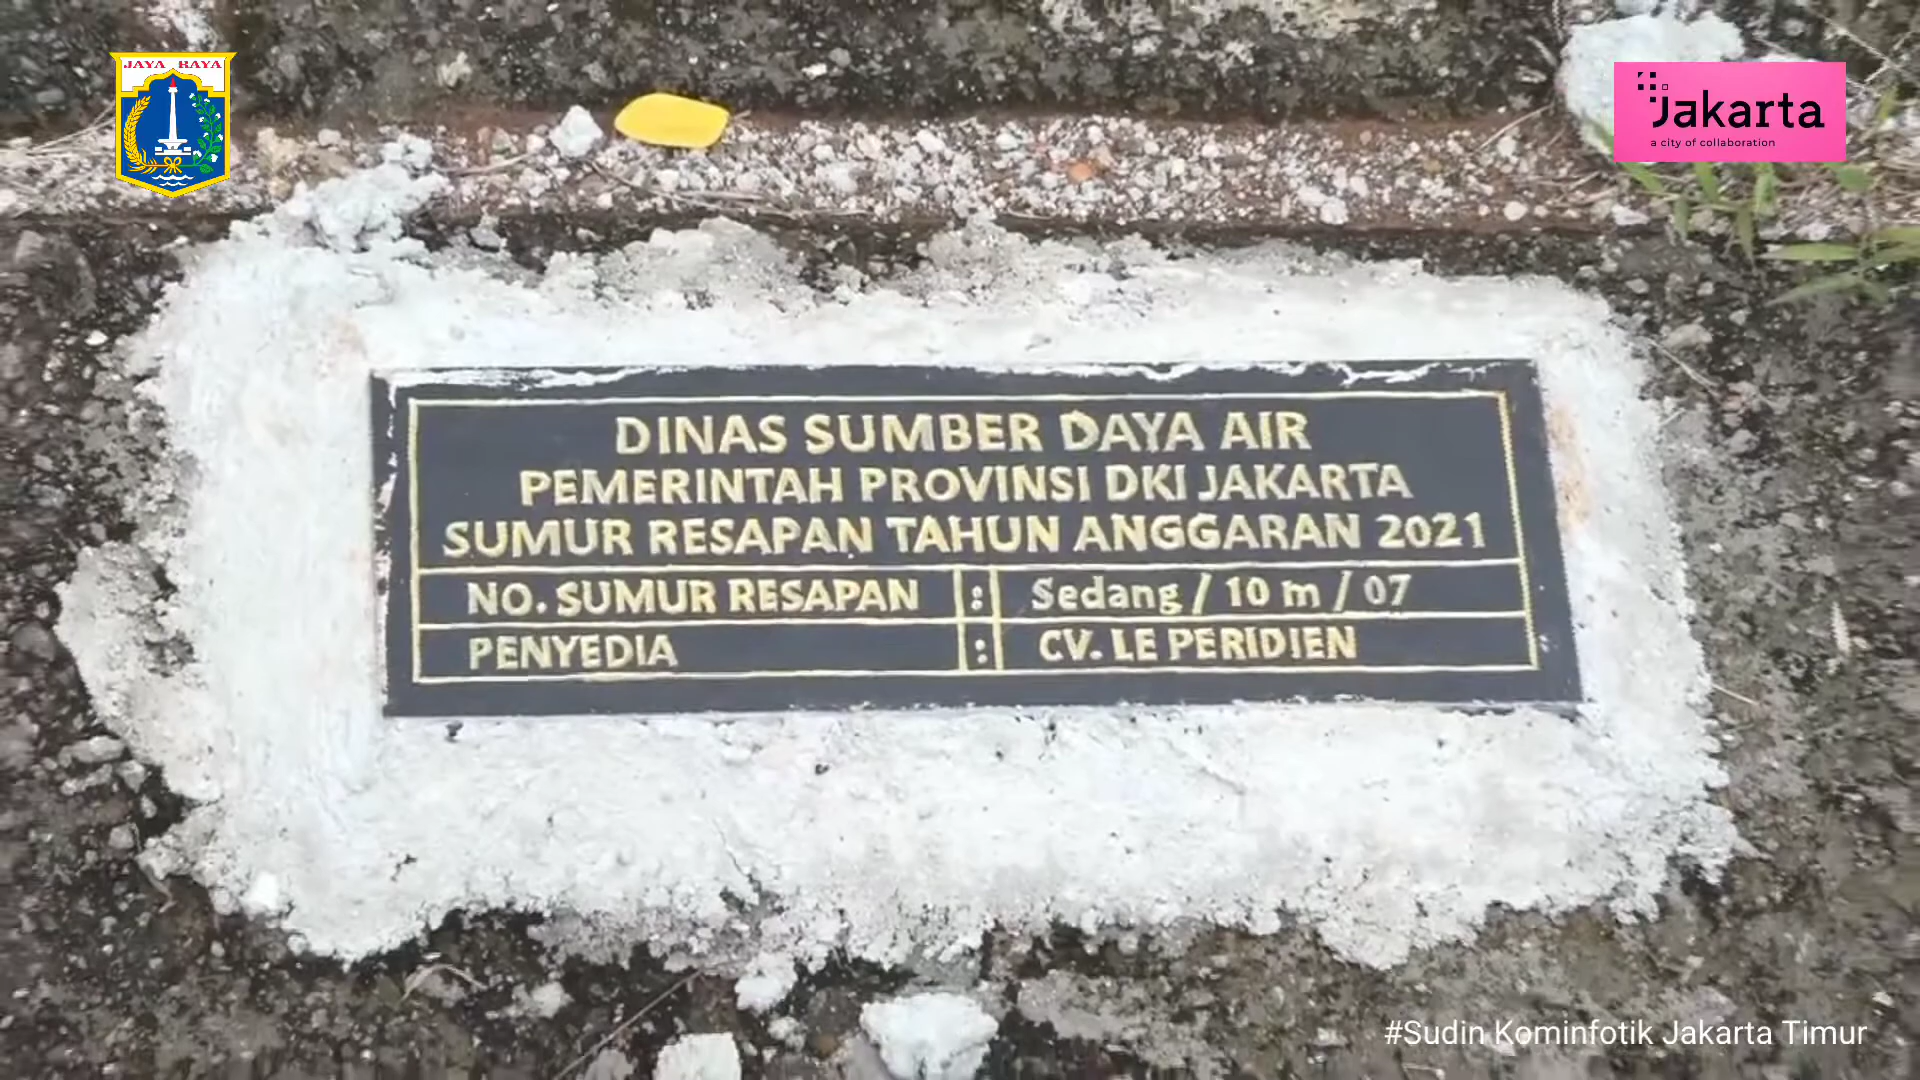 JAYA RAYA
Jakarta
a city of collaboration
DINAS SUMBER DAYA AIR
PEMERINTAH PROVINSI DKI JAKARTA
SUMUR RESAPAN TAHUN ANGGARAN 2021
NO. SUMUR RESAPAN : Sedang / 10 m / 07
PENYEDIA : CV. LE PERIDIEN
#Sudin Kominfotik Jakarta Timur